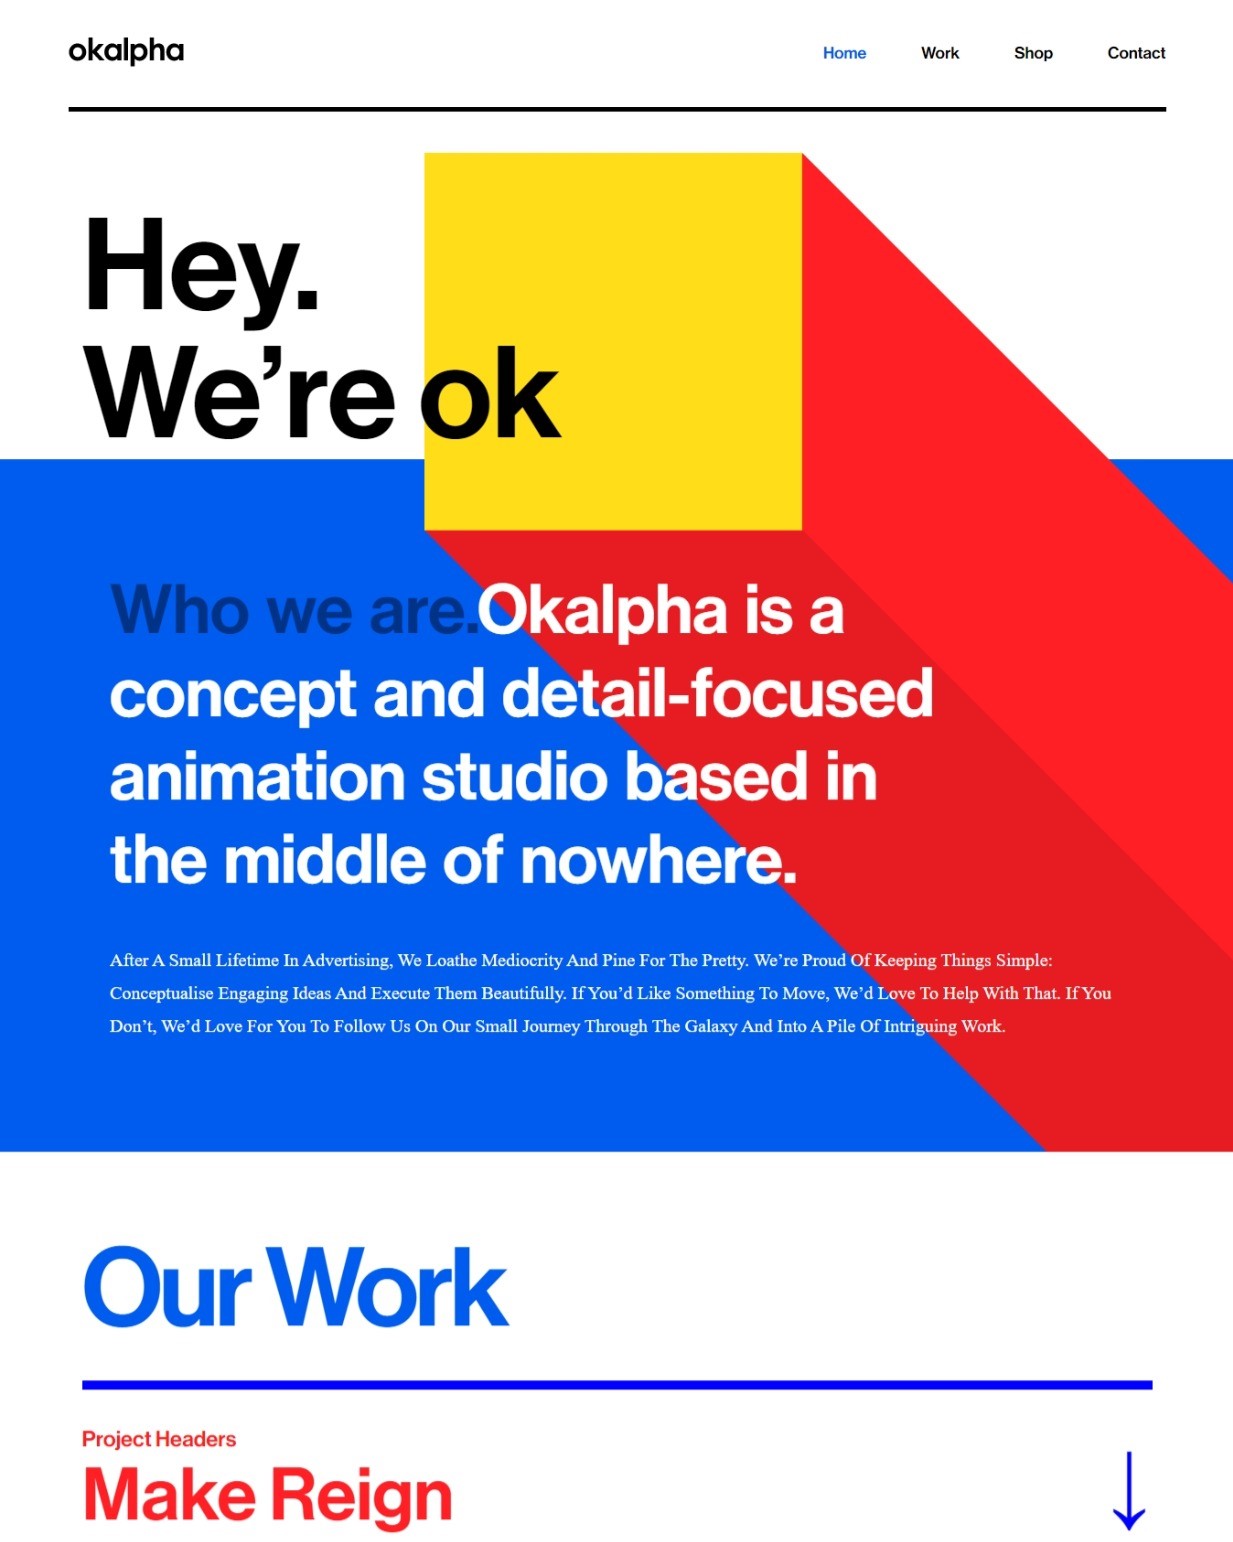 okalpha
Home Work Shop Contact
Hey.
We’re ok
Who we are.Okalpha is a
concept and detail-focused
animation studio based in
the middle of nowhere.
After A Small Lifetime In Advertising, We Loathe Mediocrity And Pine For The Pretty. We’re Proud Of Keeping Things Simple:
Conceptualise Engaging Ideas And Execute Them Beautifully. If You’d Like Something To Move, We’d Love To Help With That. If You
Don’t, We’d Love For You To Follow Us On Our Small Journey Through The Galaxy And Into A Pile Of Intriguing Work.
Our Work
Project Headers
Make Reign